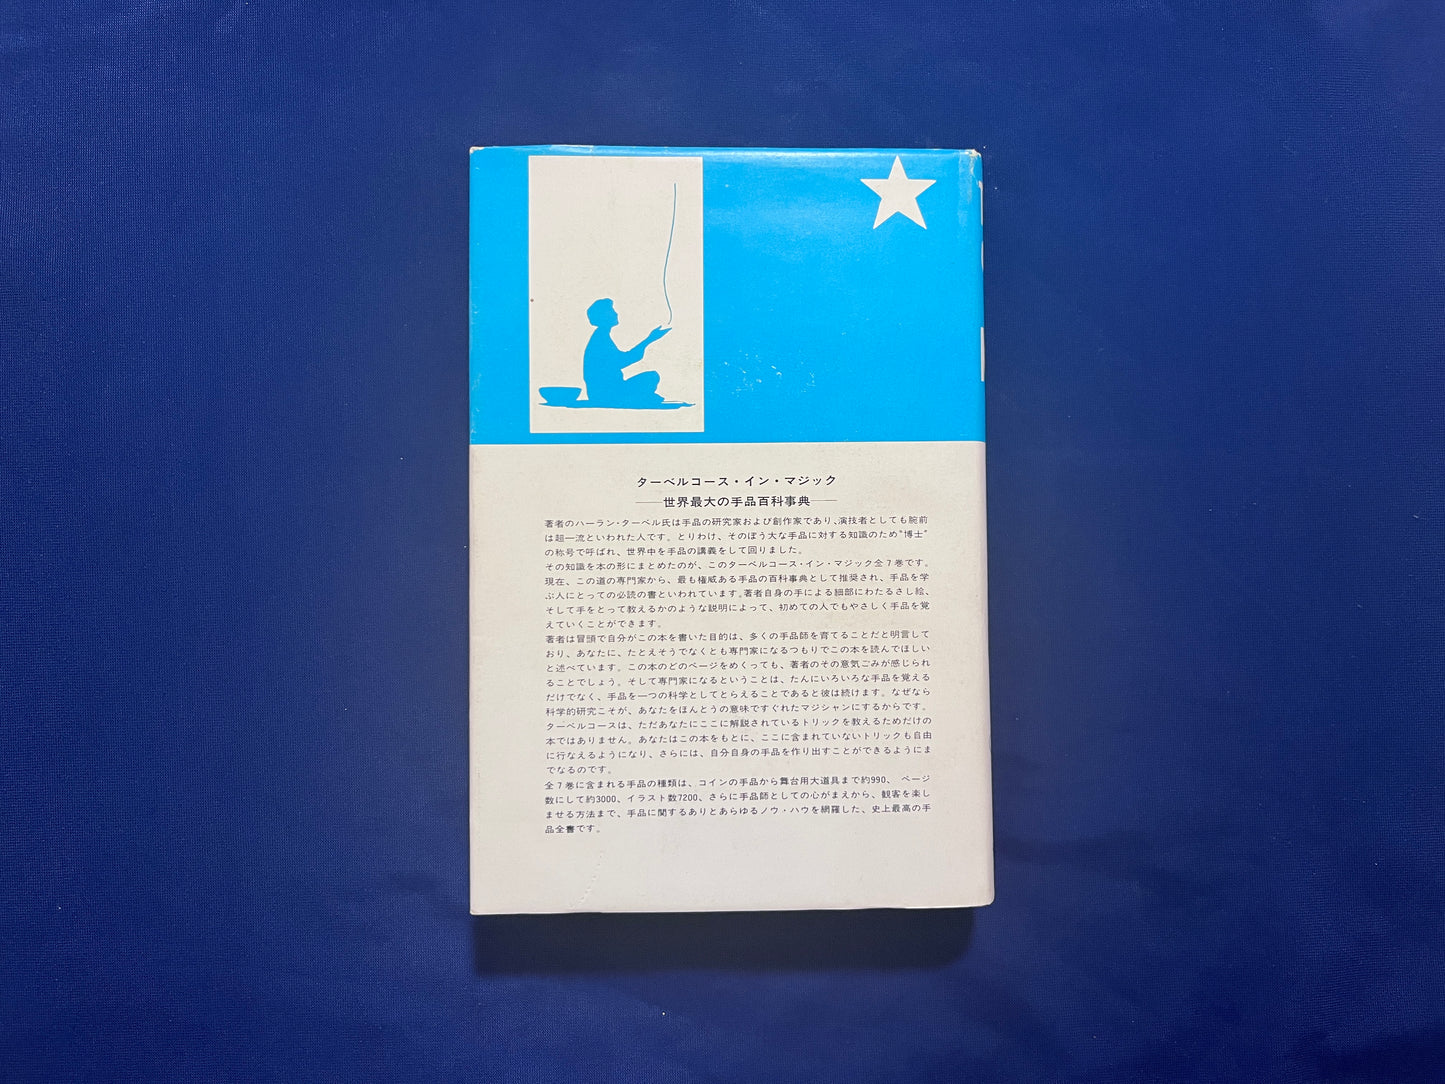 ターベルコース・イン・マジック
──世界最大の手品百科事典──
著者のハーラン・ターベル氏は手品の研究家および創作家であり、演技者としても腕前
は超一流といわれた人です。とりわけ、そのぼう大な手品に対する知識のため“博士”
の称号で呼ばれ、世界中を手品の講義をして回りました。
その知識を本の形にまとめたのが、このターベルコース・イン・マジック全7巻です。
現在、この道の専門家から、最も権威ある手品の百科事典として推奨され、手品を学
ぶ人にとっての必読の書といわれています。著者自身の手による細部にわたるさし絵、
そして手をとって教えるかのような説明によって、初めての人でもやさしく手品を覚
えていくことができます。
著者は冒頭で自分がこの本を書いた目的は、多くの手品師を育てることだと明言して
おり、あなたに、たとえそうでなくとも専門家になるつもりでこの本を読んでほしい
と述べています。この本のどのページをめくっても、著者のその意気ごみが感じられ
ることでしょう。そして専門家になるということは、たんにいろいろな手品を覚える
だけでなく、手品を一つの科学としてとらえることであると彼は続けます。なぜなら
科学的研究こそが、あなたをほんとうの意味ですぐれたマジシャンにするからです。
ターベルコースは、ただあなたにここに解説されているトリックを教えるためだけの
本ではありません。あなたはこの本をもとに、ここに含まれていないトリックも自由
に行なえるようになり、さらには、自分自身の手品を作り出すことができるようにま
でなるのです。
全7巻に含まれる手品の種類は、コインの手品から舞台用大道具まで約990、 ページ
数にして約3000、イラスト数7200、さらに手品師としての心がまえから、観客を楽し
ませる方法まで、手品に関するありとあらゆるノウ・ハウを網羅した、史上最高の手
品全書です。